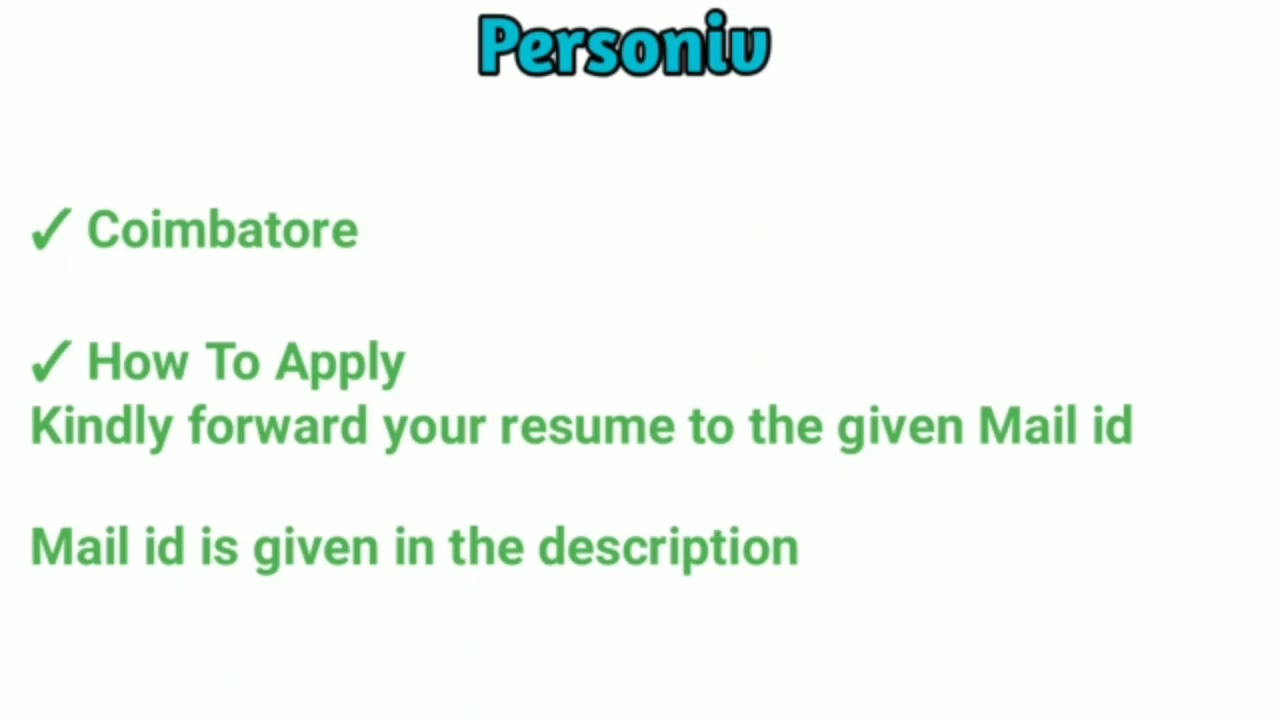 Personiv
✓ Coimbatore
✓ How To Apply
Kindly forward your resume to the given Mail id
Mail id is given in the description